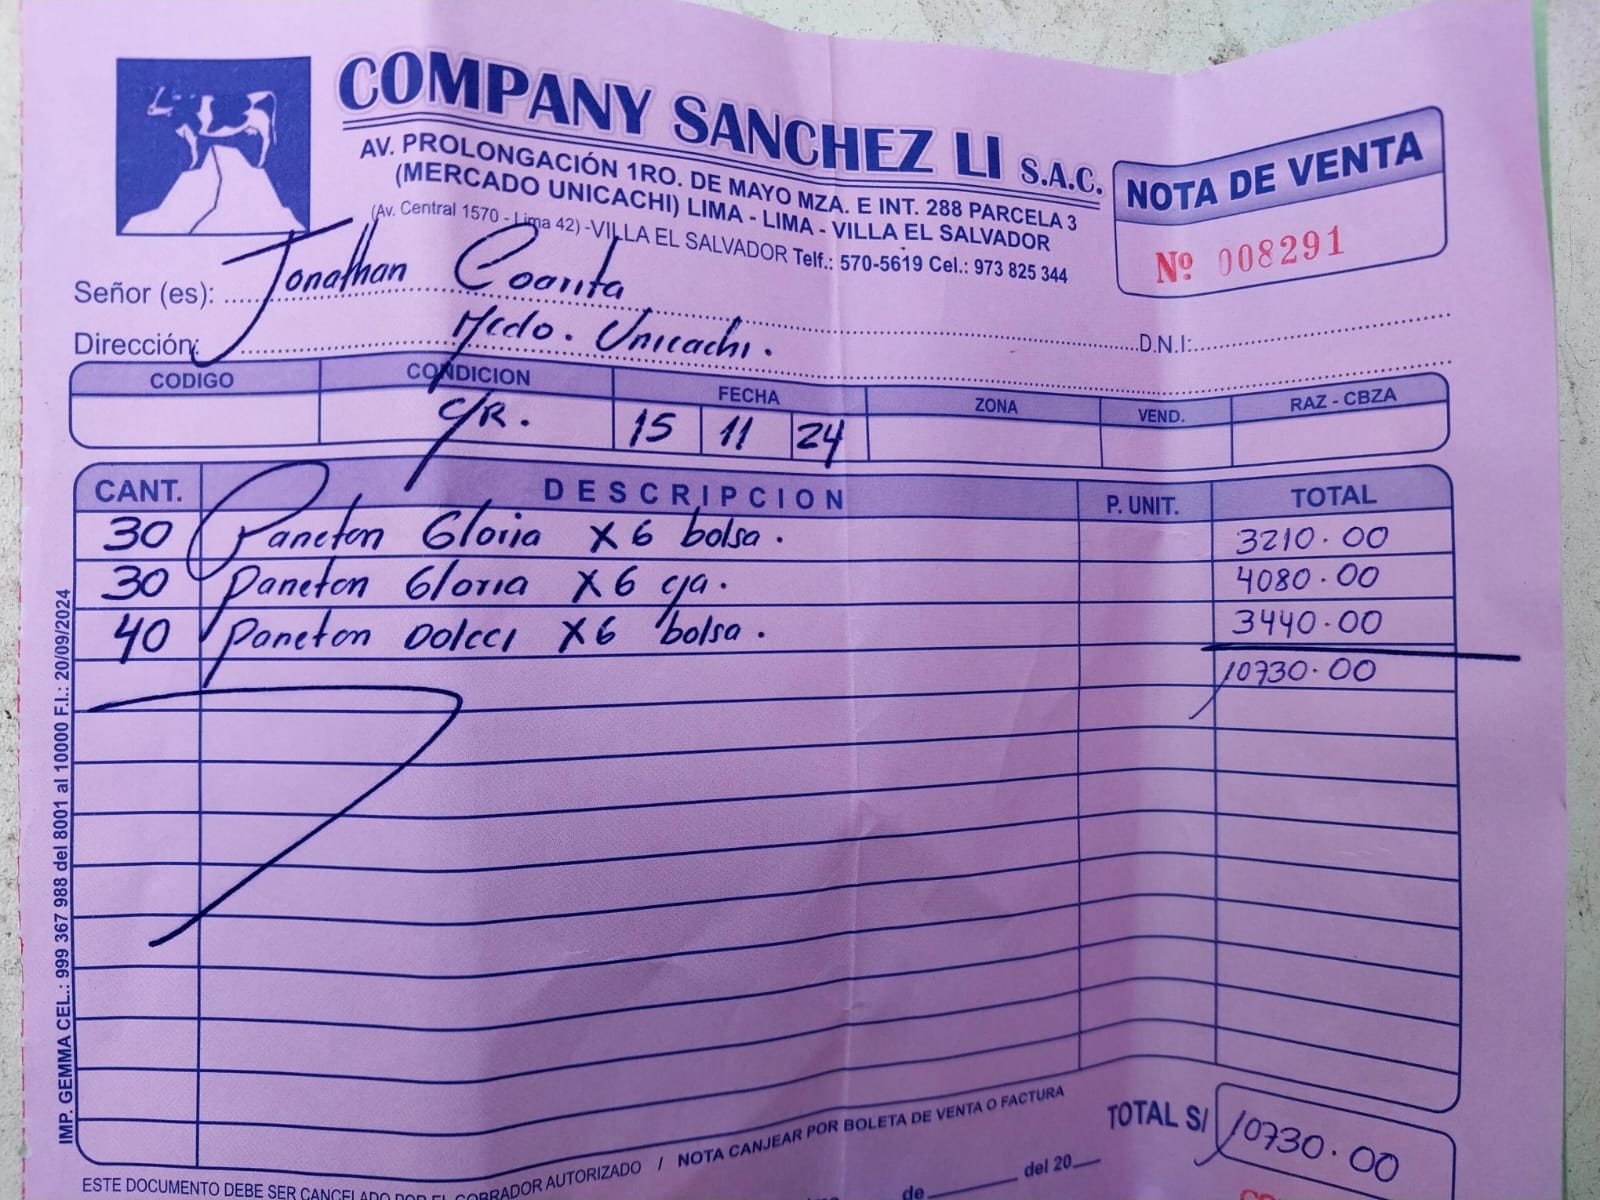 COMPANY SANCHEZ LI S.A.C.
AV. PROLONGACIÓN 1RO. DE MAYO MZA. E INT. 288 PARCELA 3
(MERCADO UNICACHI) LIMA - LIMA - VILLA EL SALVADOR
(Av. Central 1570 - Lima 42) -VILLA EL SALVADOR Telf.: 570-5619 Cel.: 973 825 344
NOTA DE VENTA
Nº 008291
Señor (es): Jonathan Coarita
D.N.I:
Dirección: Mcdo. Unicachi.
CODIGO CONDICION FECHA ZONA VEND. RAZ - CBZA
C/R. 15 11 24
CANT. DESCRIPCION P. UNIT. TOTAL
30 Paneton Gloria X 6 bolsa. 3210.00
30 Paneton Gloria X 6 cja. 4080.00
40 Paneton DOLCCI X 6 bolsa. 3440.00
10730.00
TOTAL S/ 10730.00
ESTE DOCUMENTO DEBE SER CANCELADO POR EL COBRADOR AUTORIZADO / NOTA CANJEAR POR BOLETA DE VENTA O FACTURA
de del 20
IMP. GEMMA CEL.: 999 367 988 del 8001 al 10000 F.I.: 20/09/2024